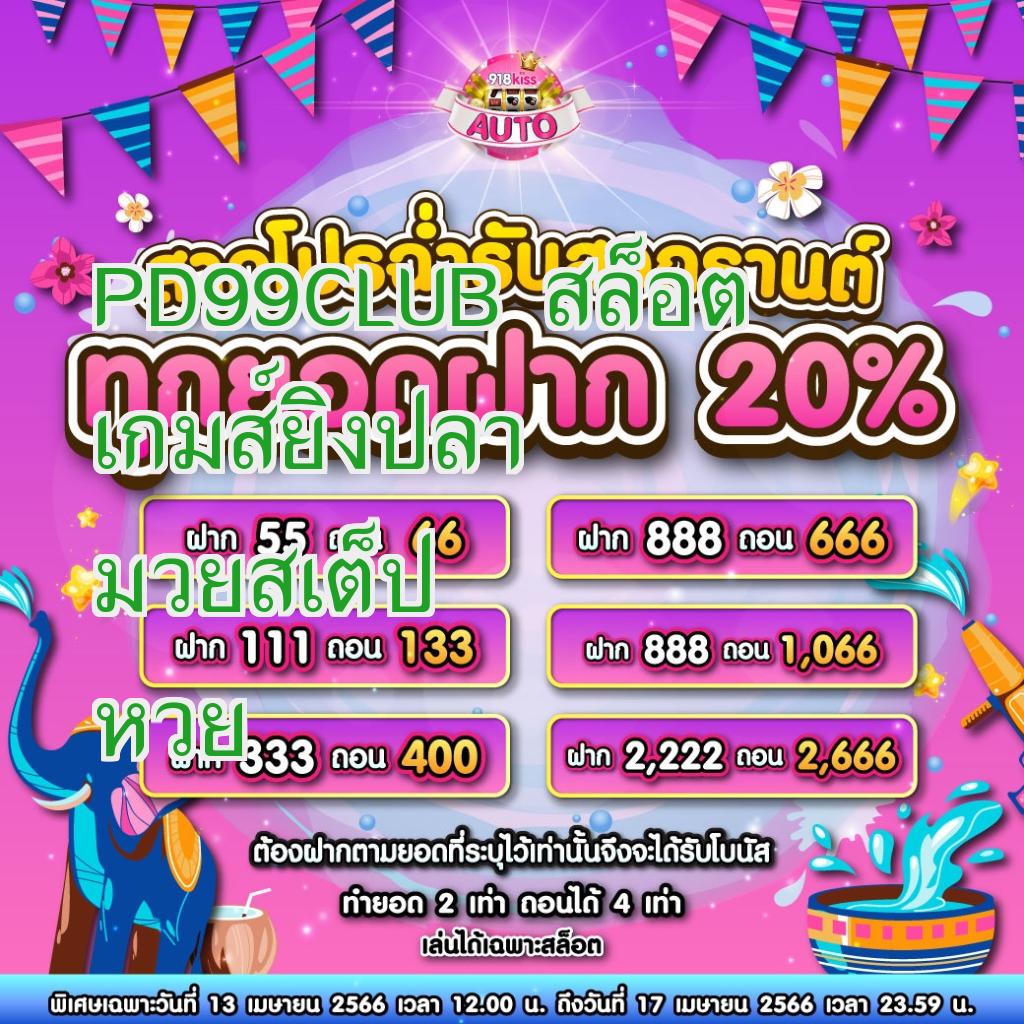 918kiss
AUTO
PD99CLUB สล็อต
ทุกยอดฝาก 20%
เกมส์ยิงปลา
ฝาก 55 ถอน 66
ฝาก 888 ถอน 666
มวยสเต็ป
ฝาก 111 ถอน 133
ฝาก 888 ถอน 1,066
หวย
ฝาก 333 ถอน 400
ฝาก 2,222 ถอน 2,666
ต้องฝากตามยอดที่ระบุไว้เท่านั้นจึงจะได้รับโบนัส
ทำยอด 2 เท่า ถอนได้ 4 เท่า
เล่นได้เฉพาะสล็อต
พิเศษเฉพาะวันที่ 13 เมษายน 2566 เวลา 12.00 น. ถึงวันที่ 17 เมษายน 2566 เวลา 23.59 น.